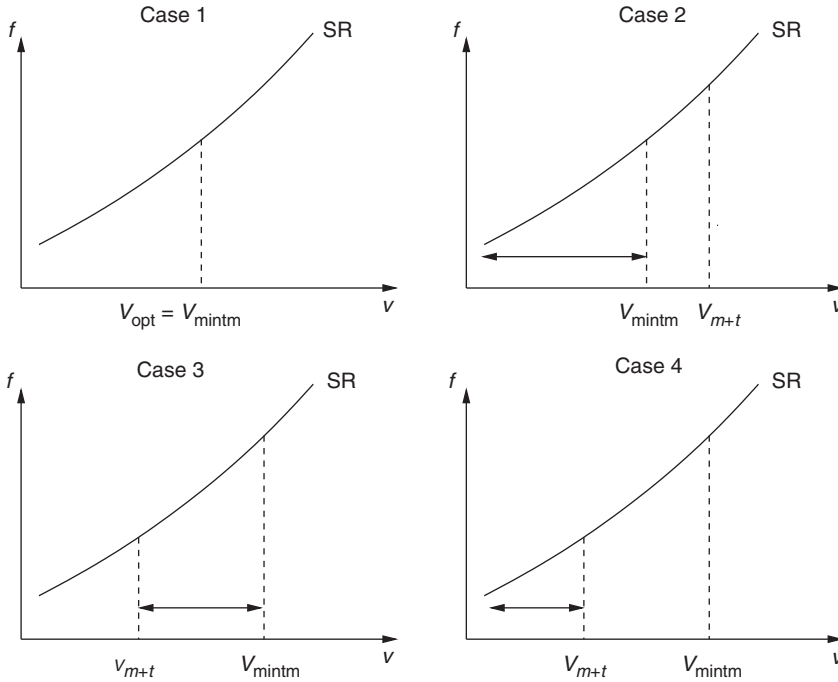 Case 1
f
SR
v
V_opt = V_mintm
Case 2
f
SR
v
V_mintm V_m+t
Case 3
f
SR
v
v_m+t V_mintm
Case 4
f
SR
v
V_m+t V_mintm